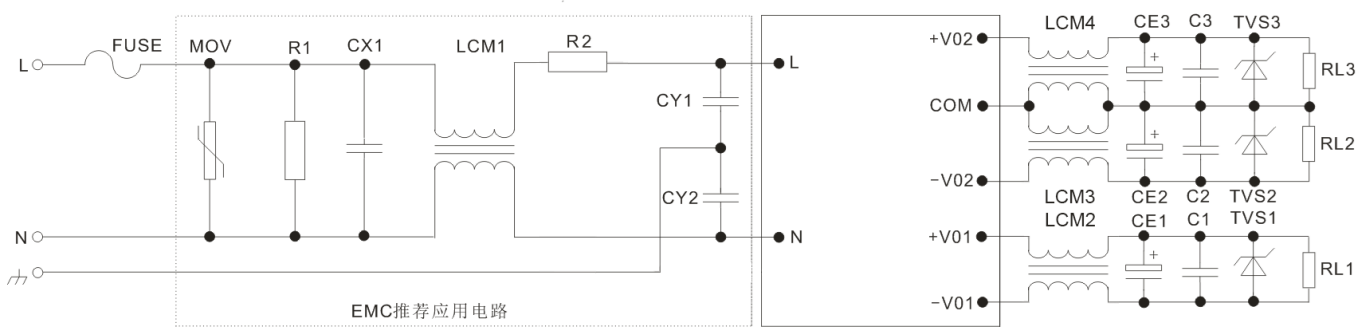 LCM4 CE3 C3 TVS3
FUSE MOV R1 CX1 LCM1 R2 +V02
L L RL3
CY1 COM
RL2
CY2 −V02
LCM3 CE2 C2 TVS2
LCM2 CE1 C1 TVS1
N N +V01
RL1
−V01
EMC推荐应用电路